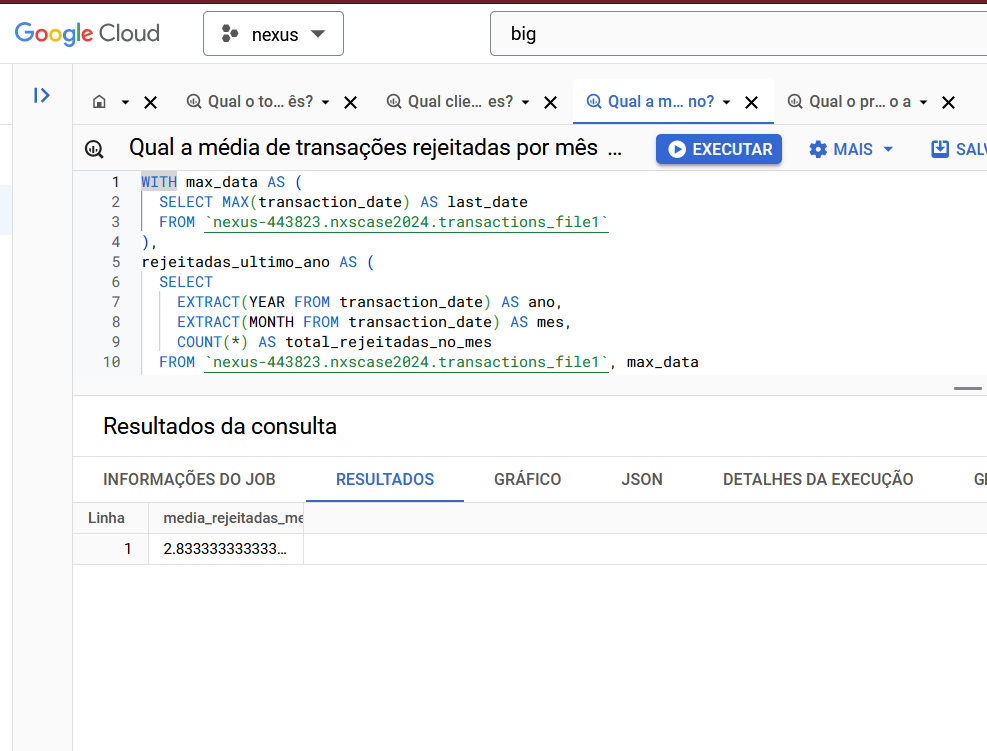 Google Cloud
nexus
big
Qual o to... ês?
Qual clie... es?
Qual a m... no?
Qual o pr... o a
Qual a média de transações rejeitadas por mês ...
EXECUTAR
MAIS
SALV
1 WITH max_data AS (
2 SELECT MAX(transaction_date) AS last_date
3 FROM `nexus-443823.nxscase2024.transactions_file1`
4 ),
5 rejeitadas_ultimo_ano AS (
6 SELECT
7 EXTRACT(YEAR FROM transaction_date) AS ano,
8 EXTRACT(MONTH FROM transaction_date) AS mes,
9 COUNT(*) AS total_rejeitadas_no_mes
10 FROM `nexus-443823.nxscase2024.transactions_file1`, max_data
Resultados da consulta
INFORMAÇÕES DO JOB
RESULTADOS
GRÁFICO
JSON
DETALHES DA EXECUÇÃO
Linha media_rejeitadas_me
1 2.833333333333...